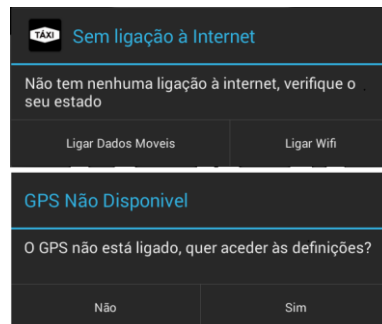 TÁXI
Sem ligação à Internet
Não tem nenhuma ligação à internet, verifique o
seu estado
Ligar Dados Moveis Ligar Wifi
GPS Não Disponivel
O GPS não está ligado, quer aceder às definições?
Não Sim